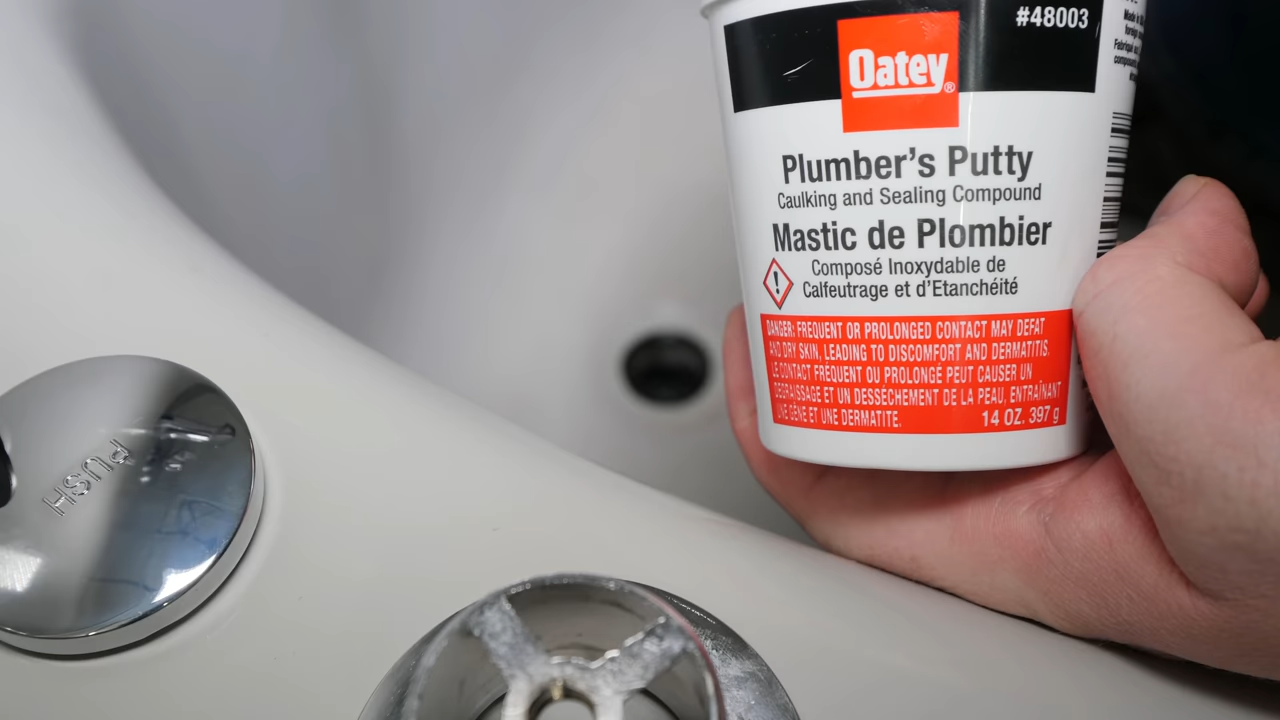 #48003
Oatey®
Plumber's Putty
Caulking and Sealing Compound
Mastic de Plombier
Composé Inoxydable de
Calfeutrage et d'Etanchéité
DANGER: FREQUENT OR PROLONGED CONTACT MAY DEFAT
AND DRY SKIN, LEADING TO DISCOMFORT AND DERMATITIS.
LE CONTACT FRÉQUENT OU PROLONGÉ PEUT CAUSER UN
DÉGRAISSAGE ET UN DESSÉCHEMENT DE LA PEAU, ENTRAÎNANT
UNE GÊNE ET UNE DERMATITE.
14 OZ. 397 g
PUSH